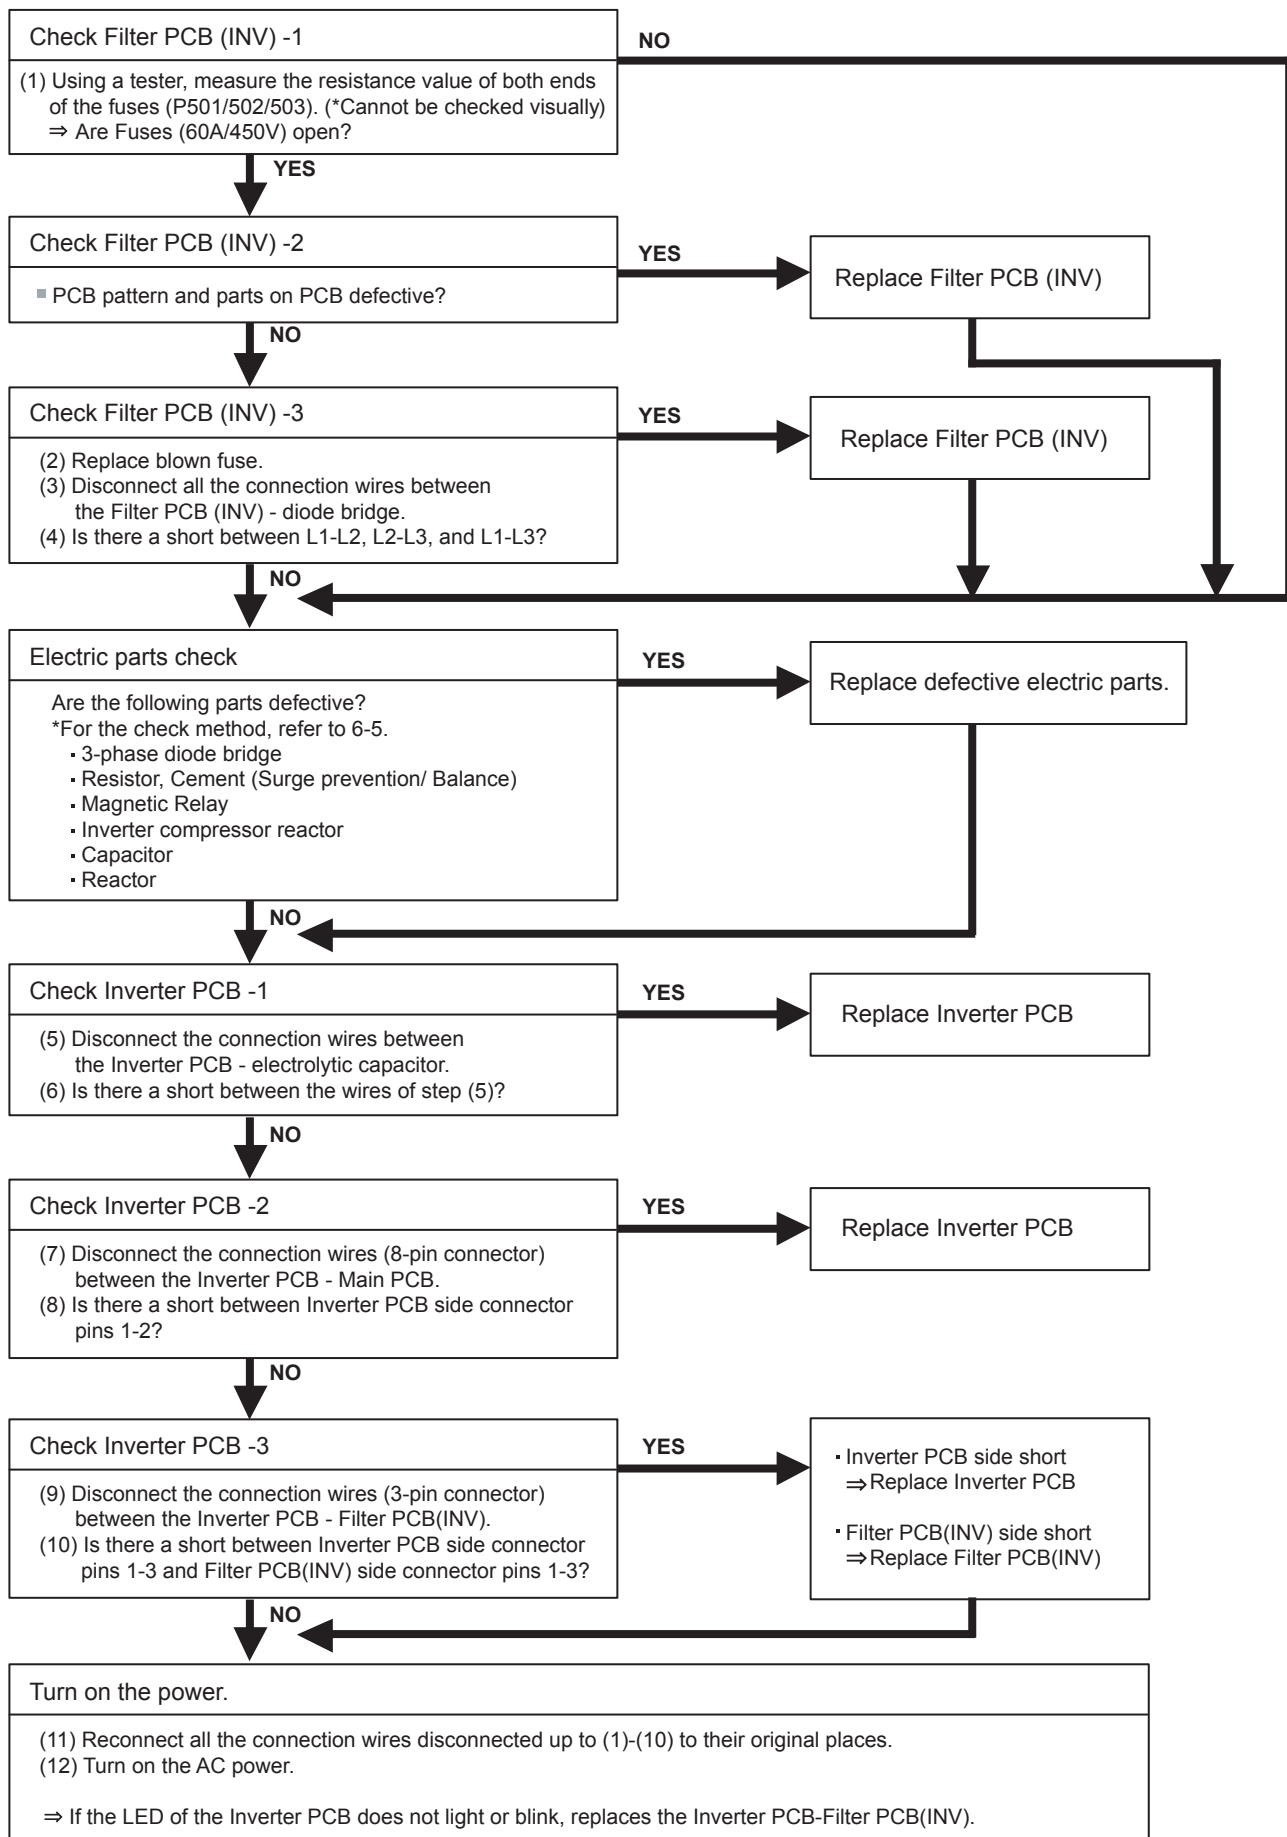 Check Filter PCB (INV) -1
NO
(1) Using a tester, measure the resistance value of both ends
of the fuses (P501/502/503). (*Cannot be checked visually)
⇒ Are Fuses (60A/450V) open?
YES
Check Filter PCB (INV) -2
YES
Replace Filter PCB (INV)
■ PCB pattern and parts on PCB defective?
NO
Check Filter PCB (INV) -3
YES
Replace Filter PCB (INV)
(2) Replace blown fuse.
(3) Disconnect all the connection wires between
the Filter PCB (INV) - diode bridge.
(4) Is there a short between L1-L2, L2-L3, and L1-L3?
NO
Electric parts check
YES
Replace defective electric parts.
Are the following parts defective?
*For the check method, refer to 6-5.
▪ 3-phase diode bridge
▪ Resistor, Cement (Surge prevention/ Balance)
▪ Magnetic Relay
▪ Inverter compressor reactor
▪ Capacitor
▪ Reactor
NO
Check Inverter PCB -1
YES
Replace Inverter PCB
(5) Disconnect the connection wires between
the Inverter PCB - electrolytic capacitor.
(6) Is there a short between the wires of step (5)?
NO
Check Inverter PCB -2
YES
Replace Inverter PCB
(7) Disconnect the connection wires (8-pin connector)
between the Inverter PCB - Main PCB.
(8) Is there a short between Inverter PCB side connector
pins 1-2?
NO
Check Inverter PCB -3
YES
(9) Disconnect the connection wires (3-pin connector)
between the Inverter PCB - Filter PCB(INV).
(10) Is there a short between Inverter PCB side connector
pins 1-3 and Filter PCB(INV) side connector pins 1-3?
▪ Inverter PCB side short
⇒ Replace Inverter PCB
▪ Filter PCB(INV) side short
⇒ Replace Filter PCB(INV)
NO
Turn on the power.
(11) Reconnect all the connection wires disconnected up to (1)-(10) to their original places.
(12) Turn on the AC power.
⇒ If the LED of the Inverter PCB does not light or blink, replaces the Inverter PCB-Filter PCB(INV).